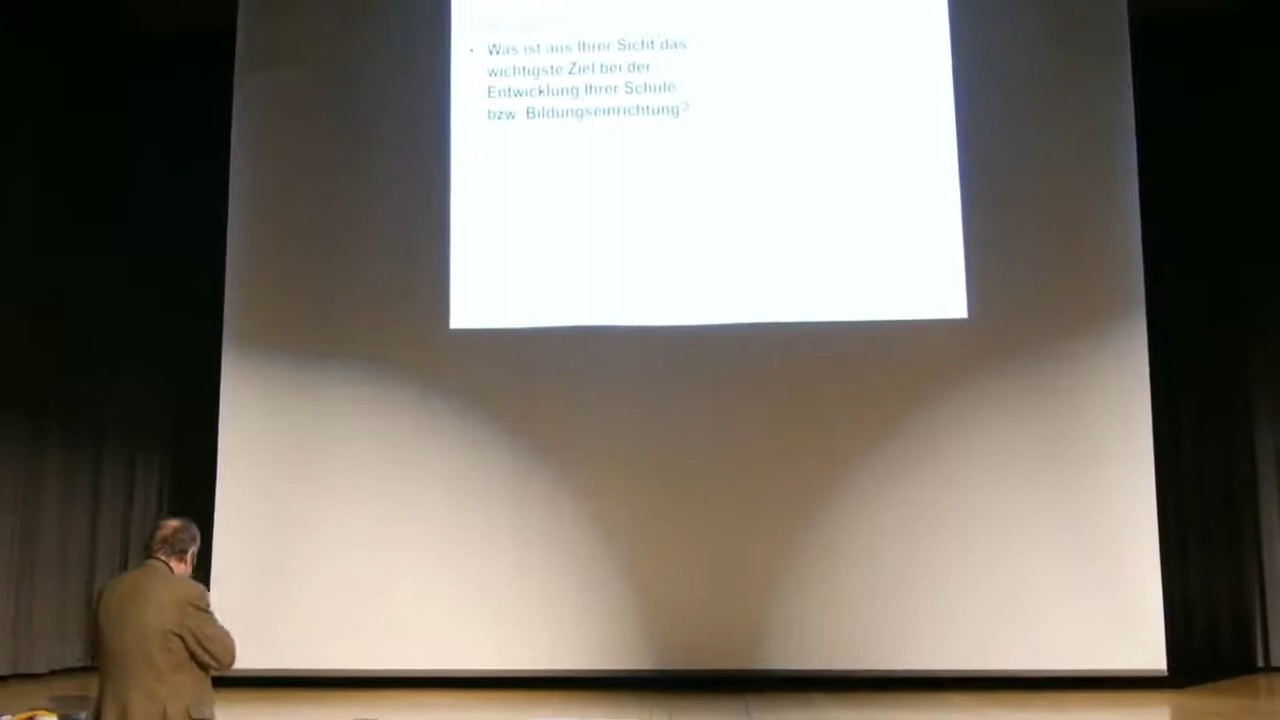 • Was ist aus Ihrer Sicht das
wichtigste Ziel bei der
Entwicklung Ihrer Schule
bzw. Bildungseinrichtung?